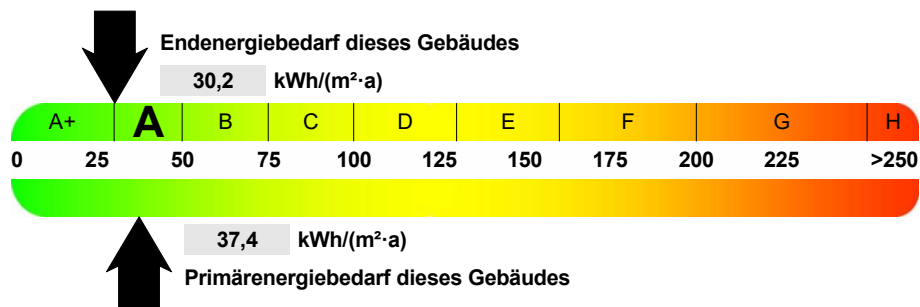 Endenergiebedarf dieses Gebäudes
30,2 kWh/(m²·a)
A+ A B C D E F G H
0 25 50 75 100 125 150 175 200 225 >250
37,4 kWh/(m²·a)
Primärenergiebedarf dieses Gebäudes